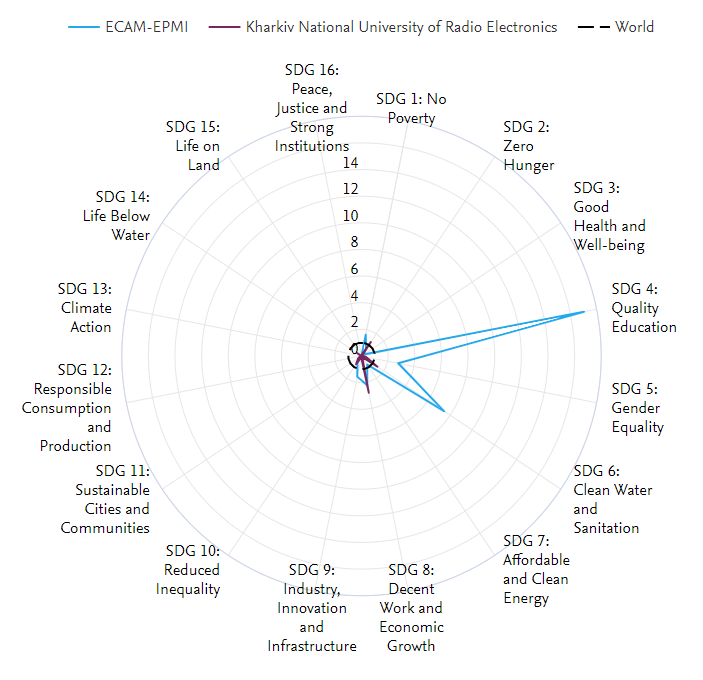 ECAM-EPMI
Kharkiv National University of Radio Electronics
World
SDG 1: No
Poverty
SDG 2:
Zero
Hunger
SDG 3:
Good
Health and
Well-being
SDG 4:
Quality
Education
SDG 5:
Gender
Equality
SDG 6:
Clean Water
and
Sanitation
SDG 7:
Affordable
and Clean
Energy
SDG 8:
Decent
Work and
Economic
Growth
SDG 9:
Industry,
Innovation
and
Infrastructure
SDG 10:
Reduced
Inequality
SDG 11:
Sustainable
Cities and
Communities
SDG 12:
Responsible
Consumption
and
Production
SDG 13:
Climate
Action
SDG 14:
Life Below
Water
SDG 15:
Life on
Land
SDG 16:
Peace,
Justice and
Strong
Institutions
14
12
10
8
6
4
2
0